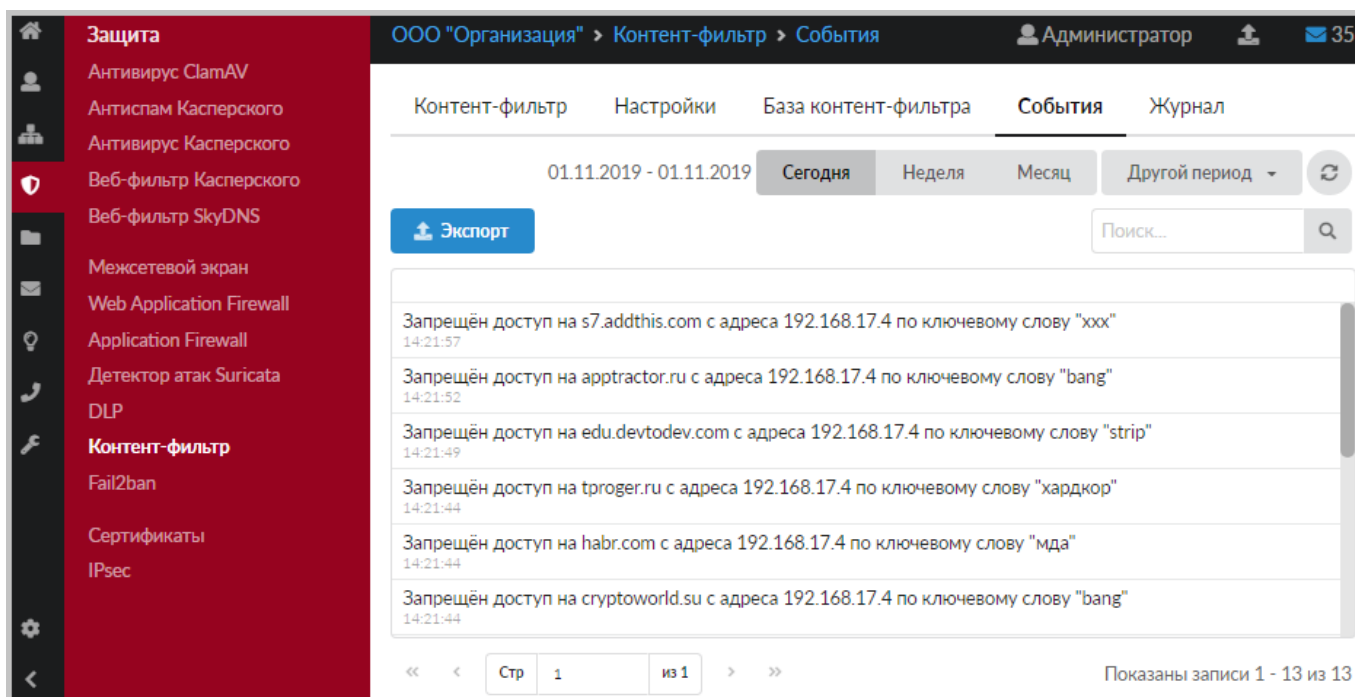 Защита
Антивирус ClamAV
Антиспам Касперского
Антивирус Касперского
Веб-фильтр Касперского
Веб-фильтр SkyDNS
Межсетевой экран
Web Application Firewall
Application Firewall
Детектор атак Suricata
DLP
Контент-фильтр
Fail2ban
Сертификаты
IPsec
ООО "Организация" > Контент-фильтр > События Администратор 35
Контент-фильтр Настройки База контент-фильтра События Журнал
01.11.2019 - 01.11.2019 Сегодня Неделя Месяц Другой период
Экспорт Поиск...
Запрещён доступ на s7.addthis.com с адреса 192.168.17.4 по ключевому слову "xxx"
14:21:57
Запрещён доступ на apptractor.ru с адреса 192.168.17.4 по ключевому слову "bang"
14:21:52
Запрещён доступ на edu.devtodev.com с адреса 192.168.17.4 по ключевому слову "strip"
14:21:49
Запрещён доступ на tproger.ru с адреса 192.168.17.4 по ключевому слову "хардкор"
14:21:44
Запрещён доступ на habr.com с адреса 192.168.17.4 по ключевому слову "мда"
14:21:44
Запрещён доступ на cryptoworld.su с адреса 192.168.17.4 по ключевому слову "bang"
14:21:44
« < Стр 1 из 1 > » Показаны записи 1 - 13 из 13